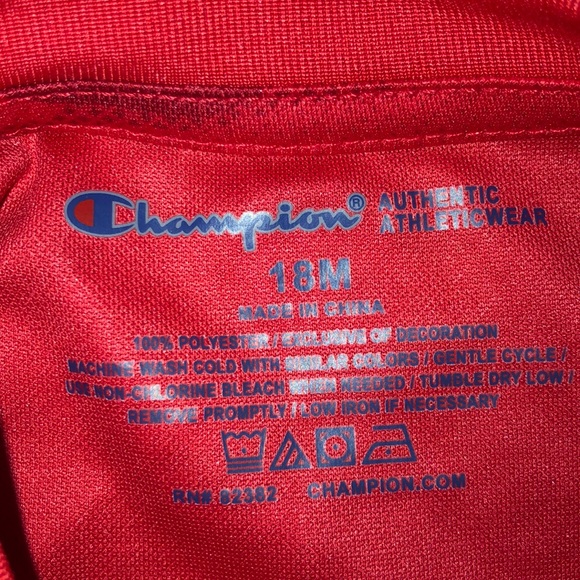 Champion® AUTHENTIC
ATHLETICWEAR
18M
MADE IN CHINA
100% POLYESTER / EXCLUSIVE OF DECORATION
MACHINE WASH COLD WITH SIMILAR COLORS / GENTLE CYCLE /
USE NON-CHLORINE BLEACH WHEN NEEDED / TUMBLE DRY LOW /
REMOVE PROMPTLY / LOW IRON IF NECESSARY
RN# 82382 CHAMPION.COM